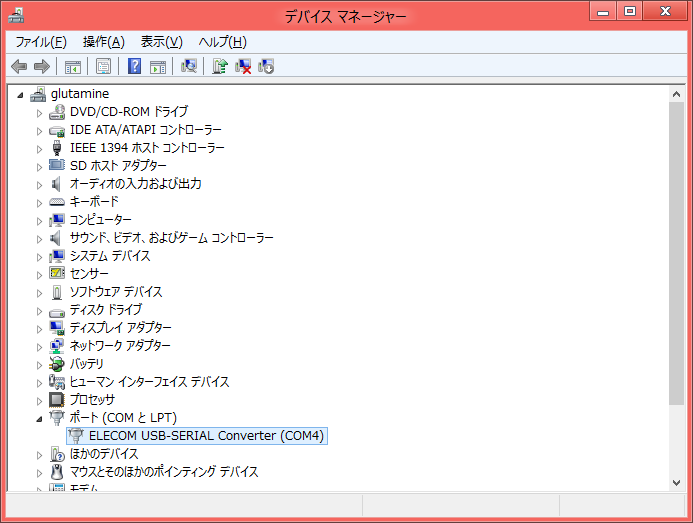 デバイス マネージャー
ファイル(F) 操作(A) 表示(V) ヘルプ(H)
glutamine
DVD/CD-ROM ドライブ
IDE ATA/ATAPI コントローラー
IEEE 1394 ホスト コントローラー
SD ホスト アダプター
オーディオの入力および出力
キーボード
コンピューター
サウンド、ビデオ、およびゲーム コントローラー
システム デバイス
センサー
ソフトウェア デバイス
ディスク ドライブ
ディスプレイ アダプター
ネットワーク アダプター
バッテリ
ヒューマン インターフェイス デバイス
プロセッサ
ポート (COM と LPT)
ELECOM USB-SERIAL Converter (COM4)
ほかのデバイス
マウスとそのほかのポインティング デバイス
モデム